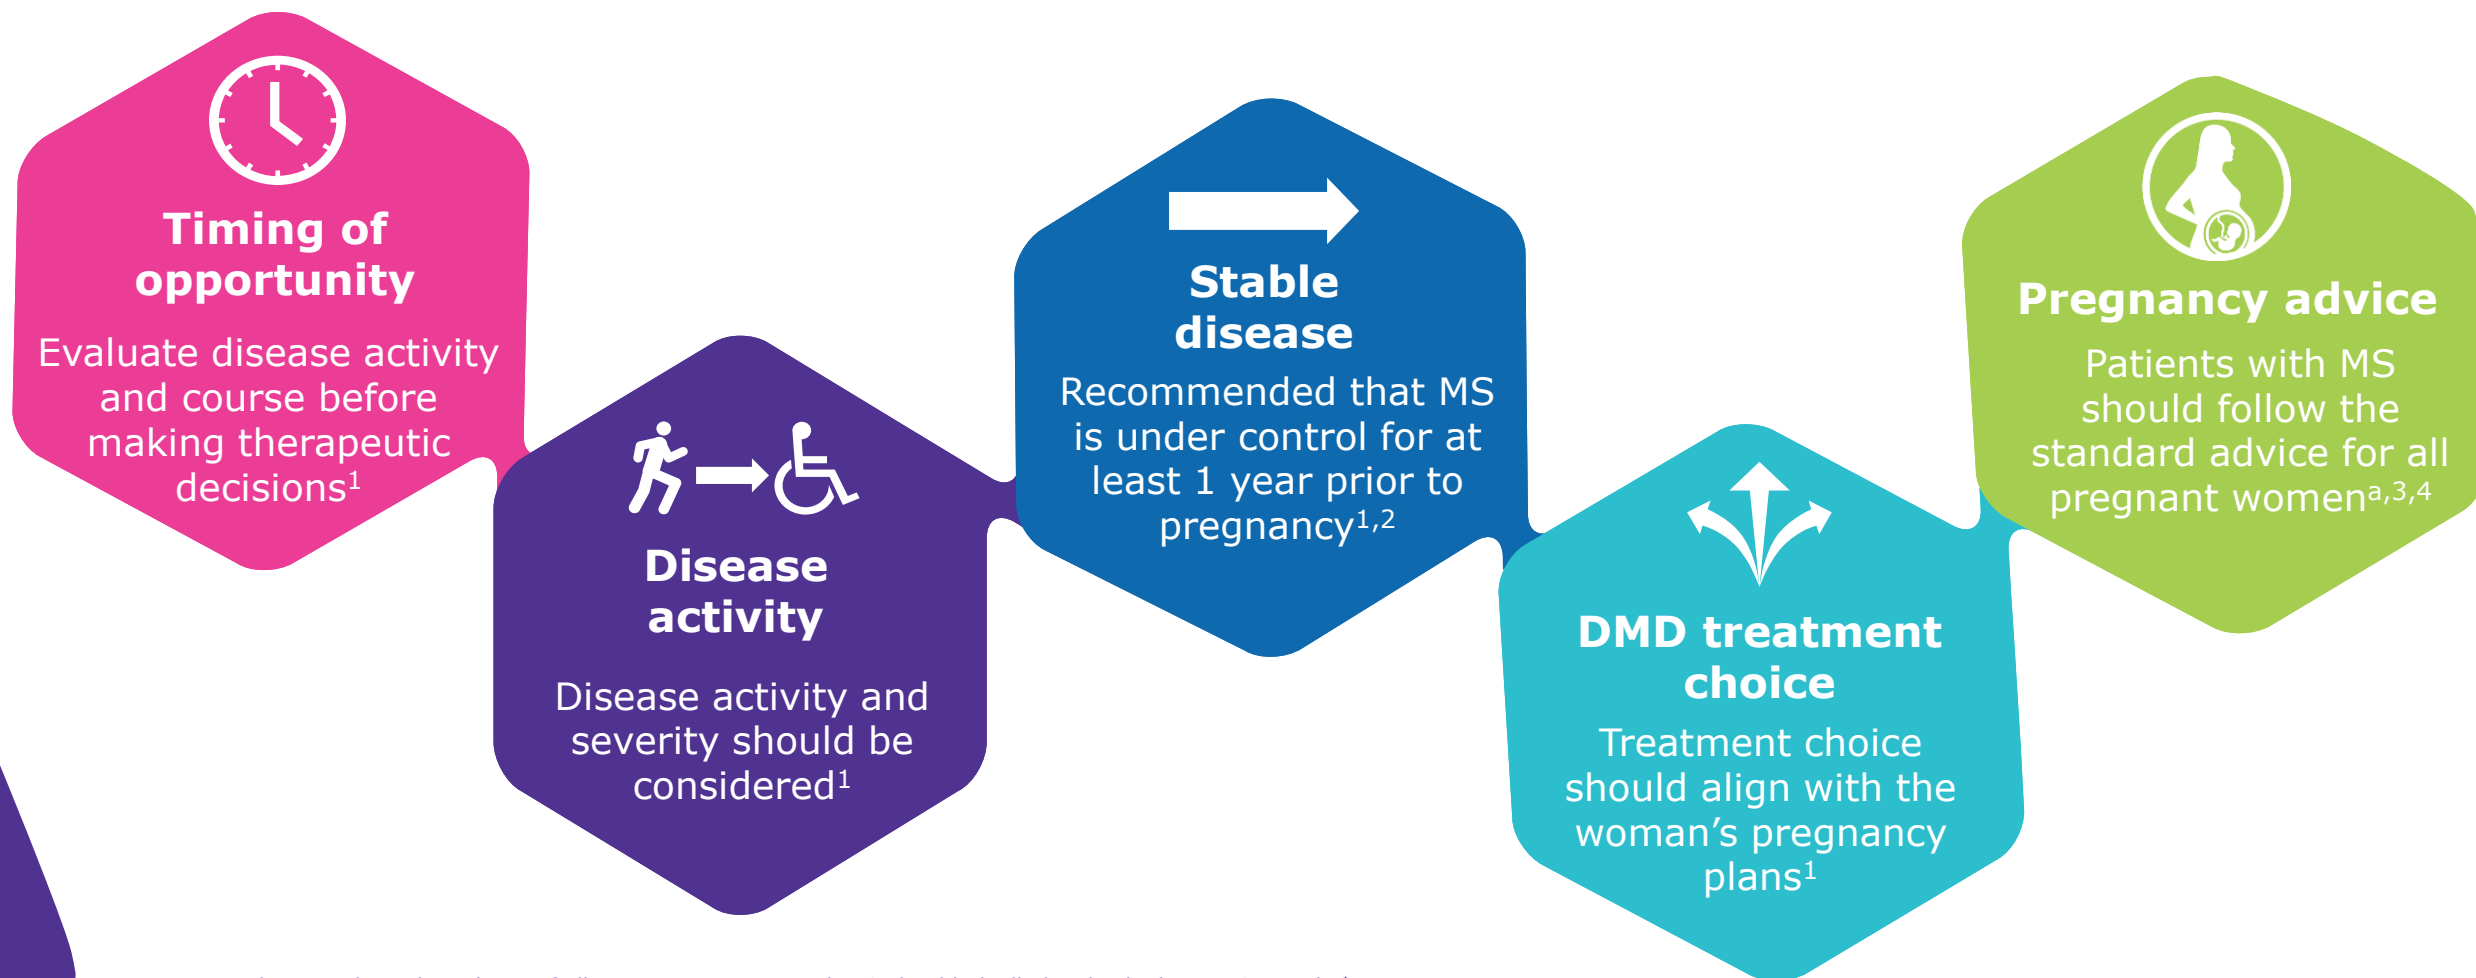 Timing of
opportunity
Evaluate disease activity
and course before
making therapeutic
decisions¹
Disease
activity
Disease activity and
severity should be
considered¹
Stable
disease
Recommended that MS
is under control for at
least 1 year prior to
pregnancy¹,²
DMD treatment
choice
Treatment choice
should align with the
woman’s pregnancy
plans¹
Pregnancy advice
Patients with MS
should follow the
standard advice for all
pregnant womenᵃ,³,⁴